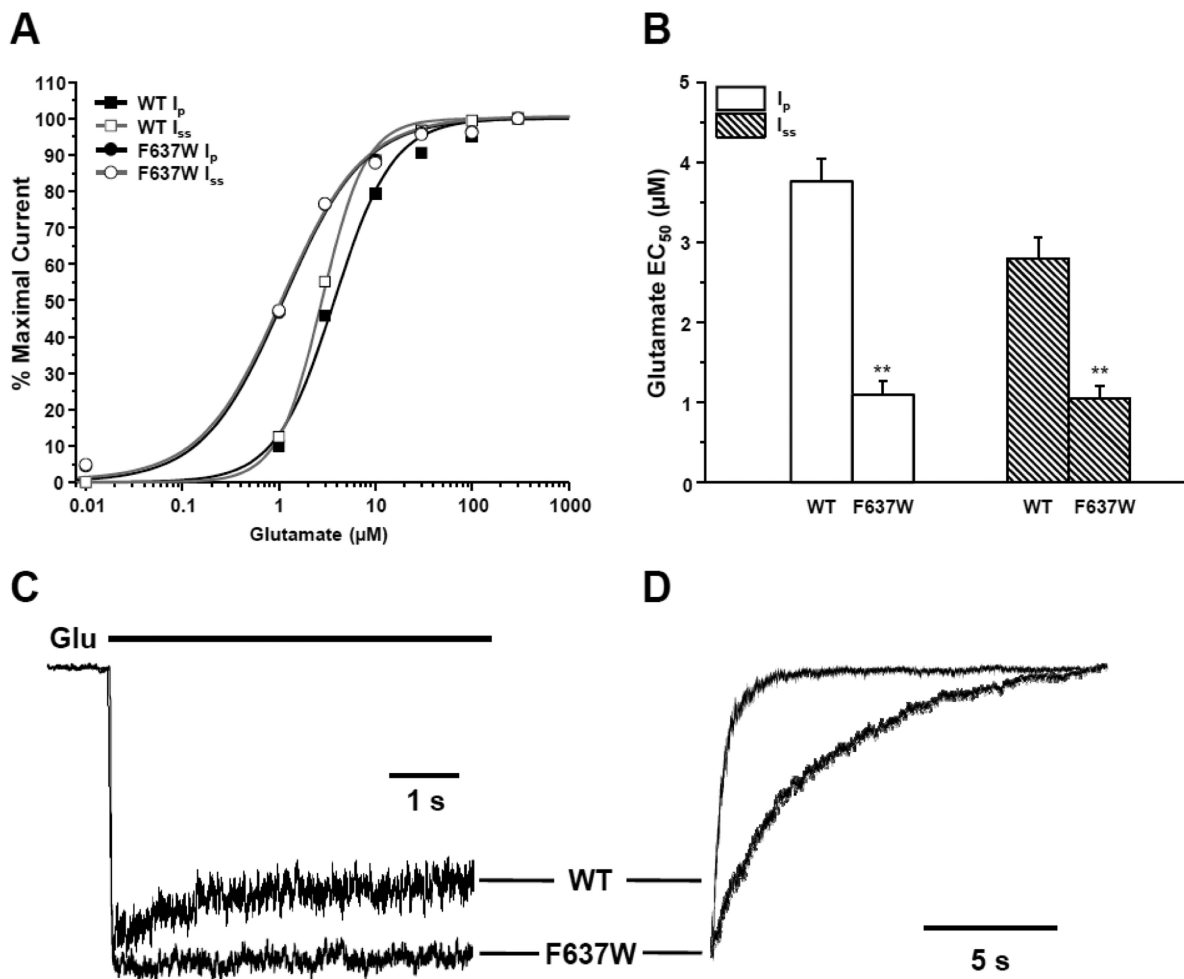 A
110
100
90
80
70
60
50
40
30
20
10
0
% Maximal Current
WT Ip
WT Iss
F637W Ip
F637W Iss
0.01 0.1 1 10 100 1000
Glutamate (µM)
B
5
4
3
2
1
0
Glutamate EC50 (µM)
Ip
Iss
**
**
WT F637W WT F637W
C
Glu
1 s
D
WT
F637W
5 s